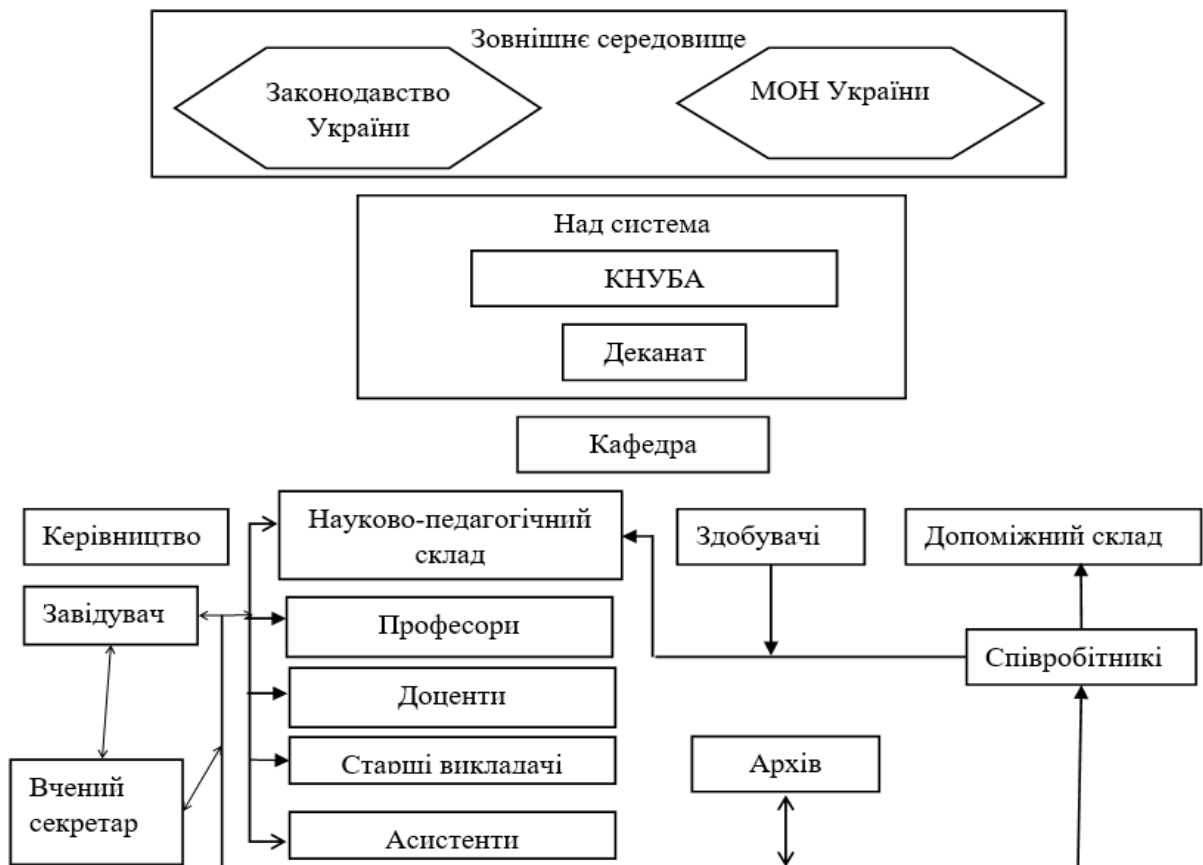 Зовнішнє середовище
Законодавство
України
МОН України
Над система
КНУБА
Деканат
Кафедра
Керівництво
Науково-педагогічний
склад
Здобувачі
Допоміжний склад
Завідувач
Професори
Співробітникі
Доценти
Старші викладачі
Архів
Вчений
секретар
Асистенти